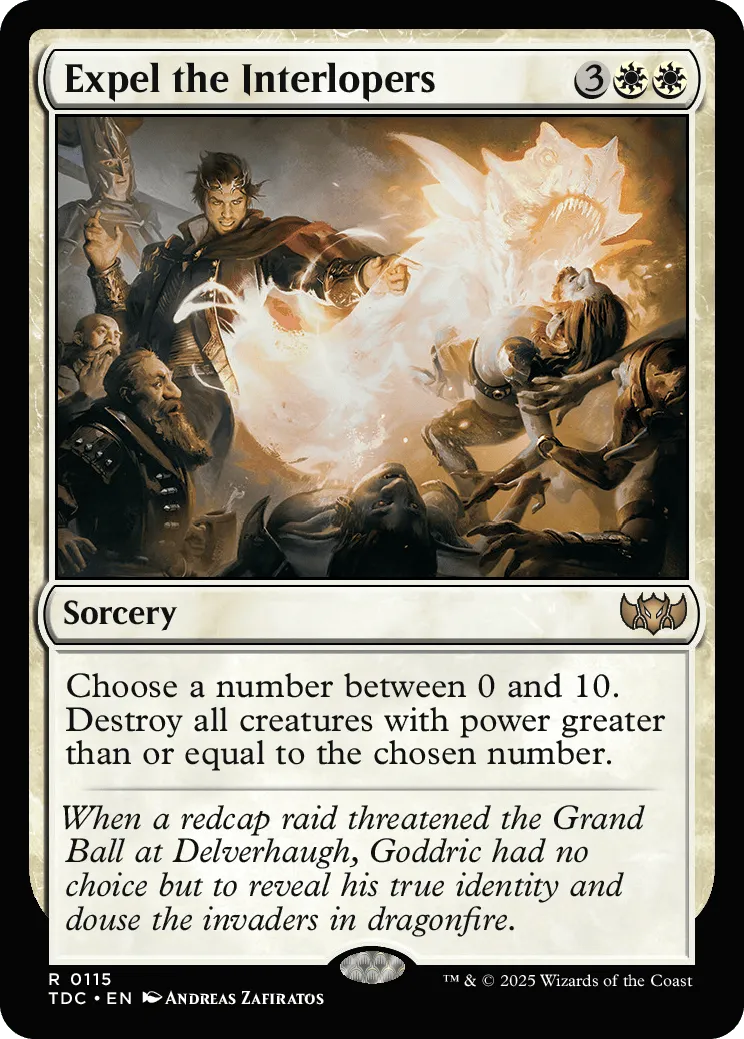 Expel the Interlopers 3
Sorcery
Choose a number between 0 and 10.
Destroy all creatures with power greater
than or equal to the chosen number.
When a redcap raid threatened the Grand
Ball at Delverhaugh, Goddric had no
choice but to reveal his true identity and
douse the invaders in dragonfire.
R 0115
TDC • EN ANDREAS ZAFIRATOS
™ & © 2025 Wizards of the Coast